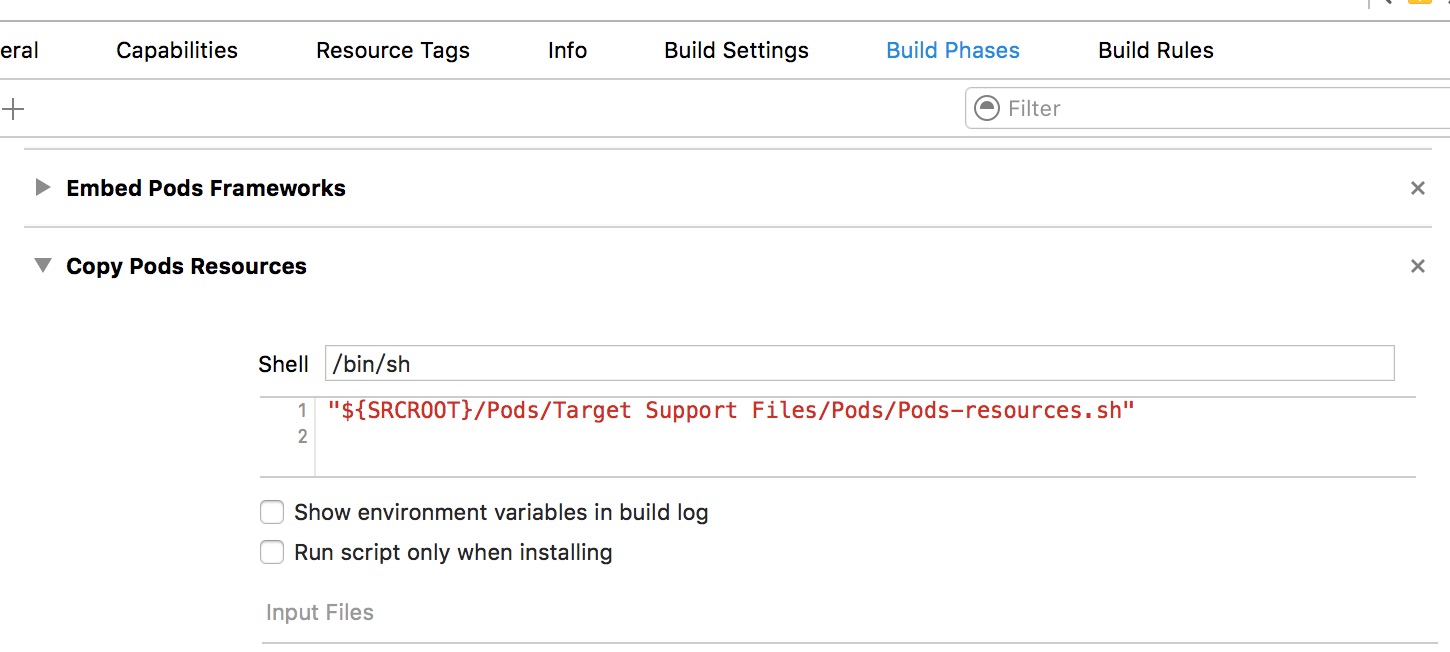 eral Capabilities Resource Tags Info Build Settings Build Phases Build Rules
Filter
Embed Pods Frameworks
Copy Pods Resources
Shell /bin/sh
1 "${SRCROOT}/Pods/Target Support Files/Pods/Pods-resources.sh"
2
Show environment variables in build log
Run script only when installing
Input Files